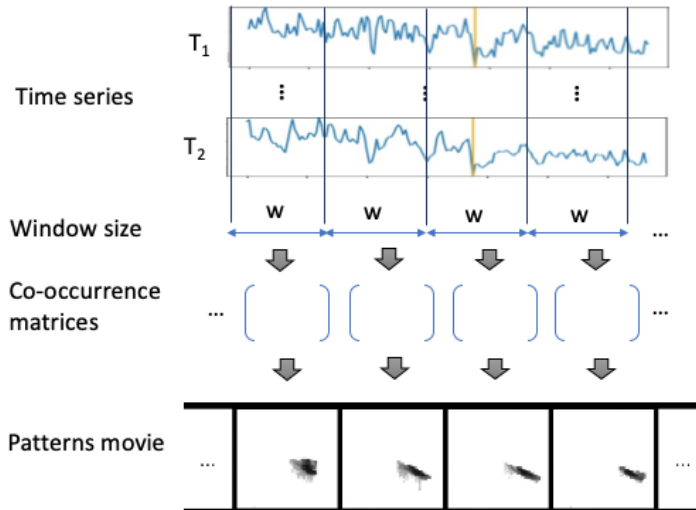 T1
Time series
T2
W W W W
Window size
...
Co-occurrence
matrices
... ...
Patterns movie
... ...